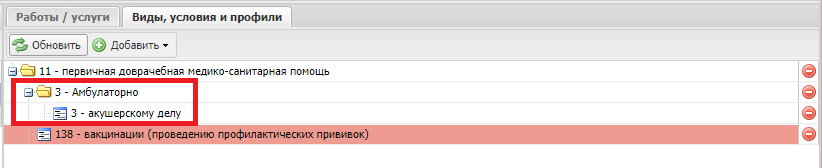 Работы / услуги Виды, условия и профили
Обновить Добавить
11 - первичная доврачебная медико-санитарная помощь
3 - Амбулаторно
3 - акушерскому делу
138 - вакцинации (проведению профилактических прививок)